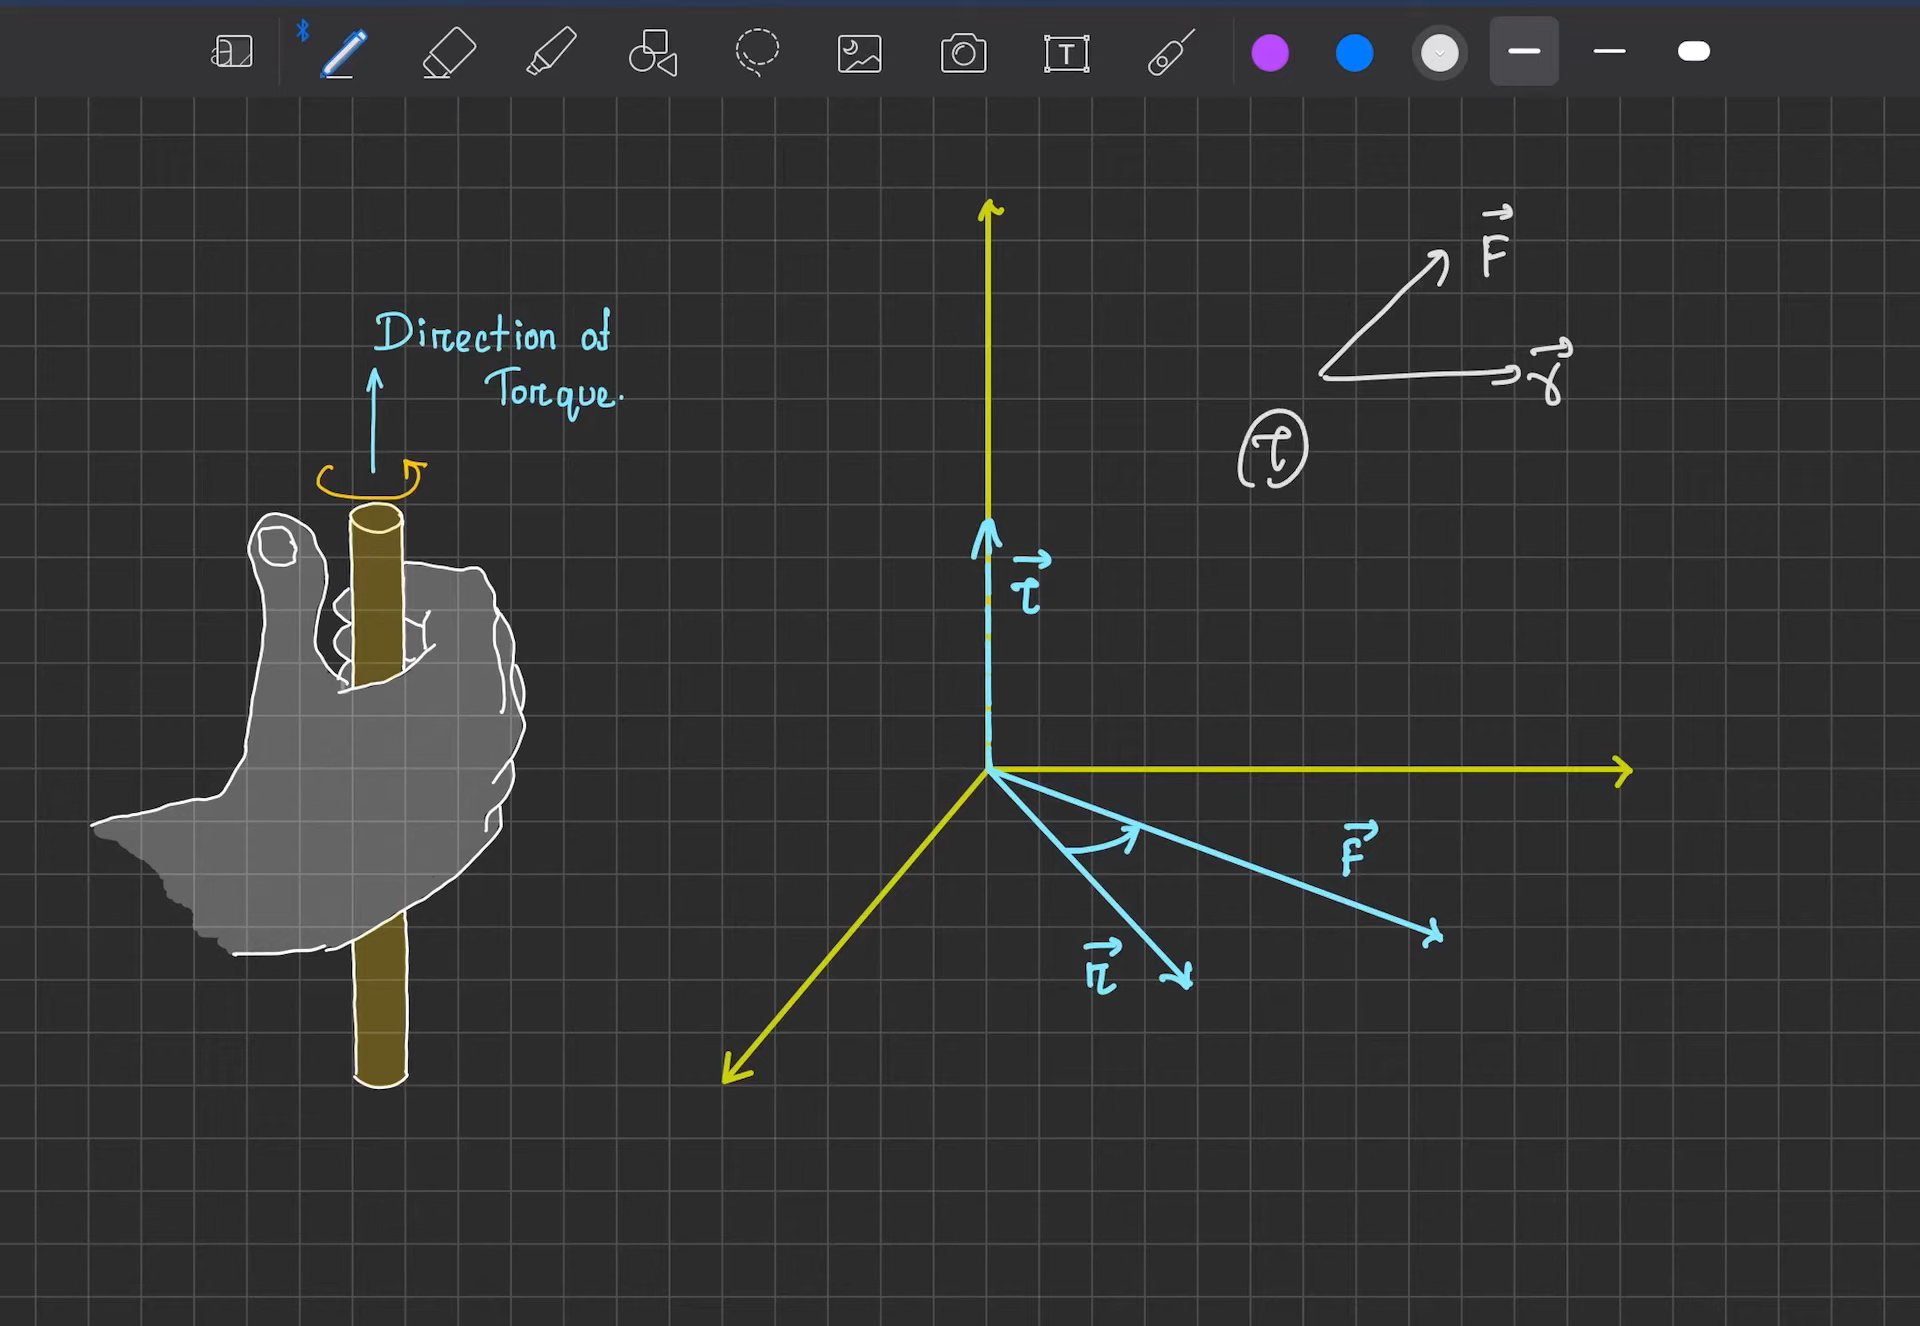 Direction of
Torque.
F
r
τ
τ
F
r